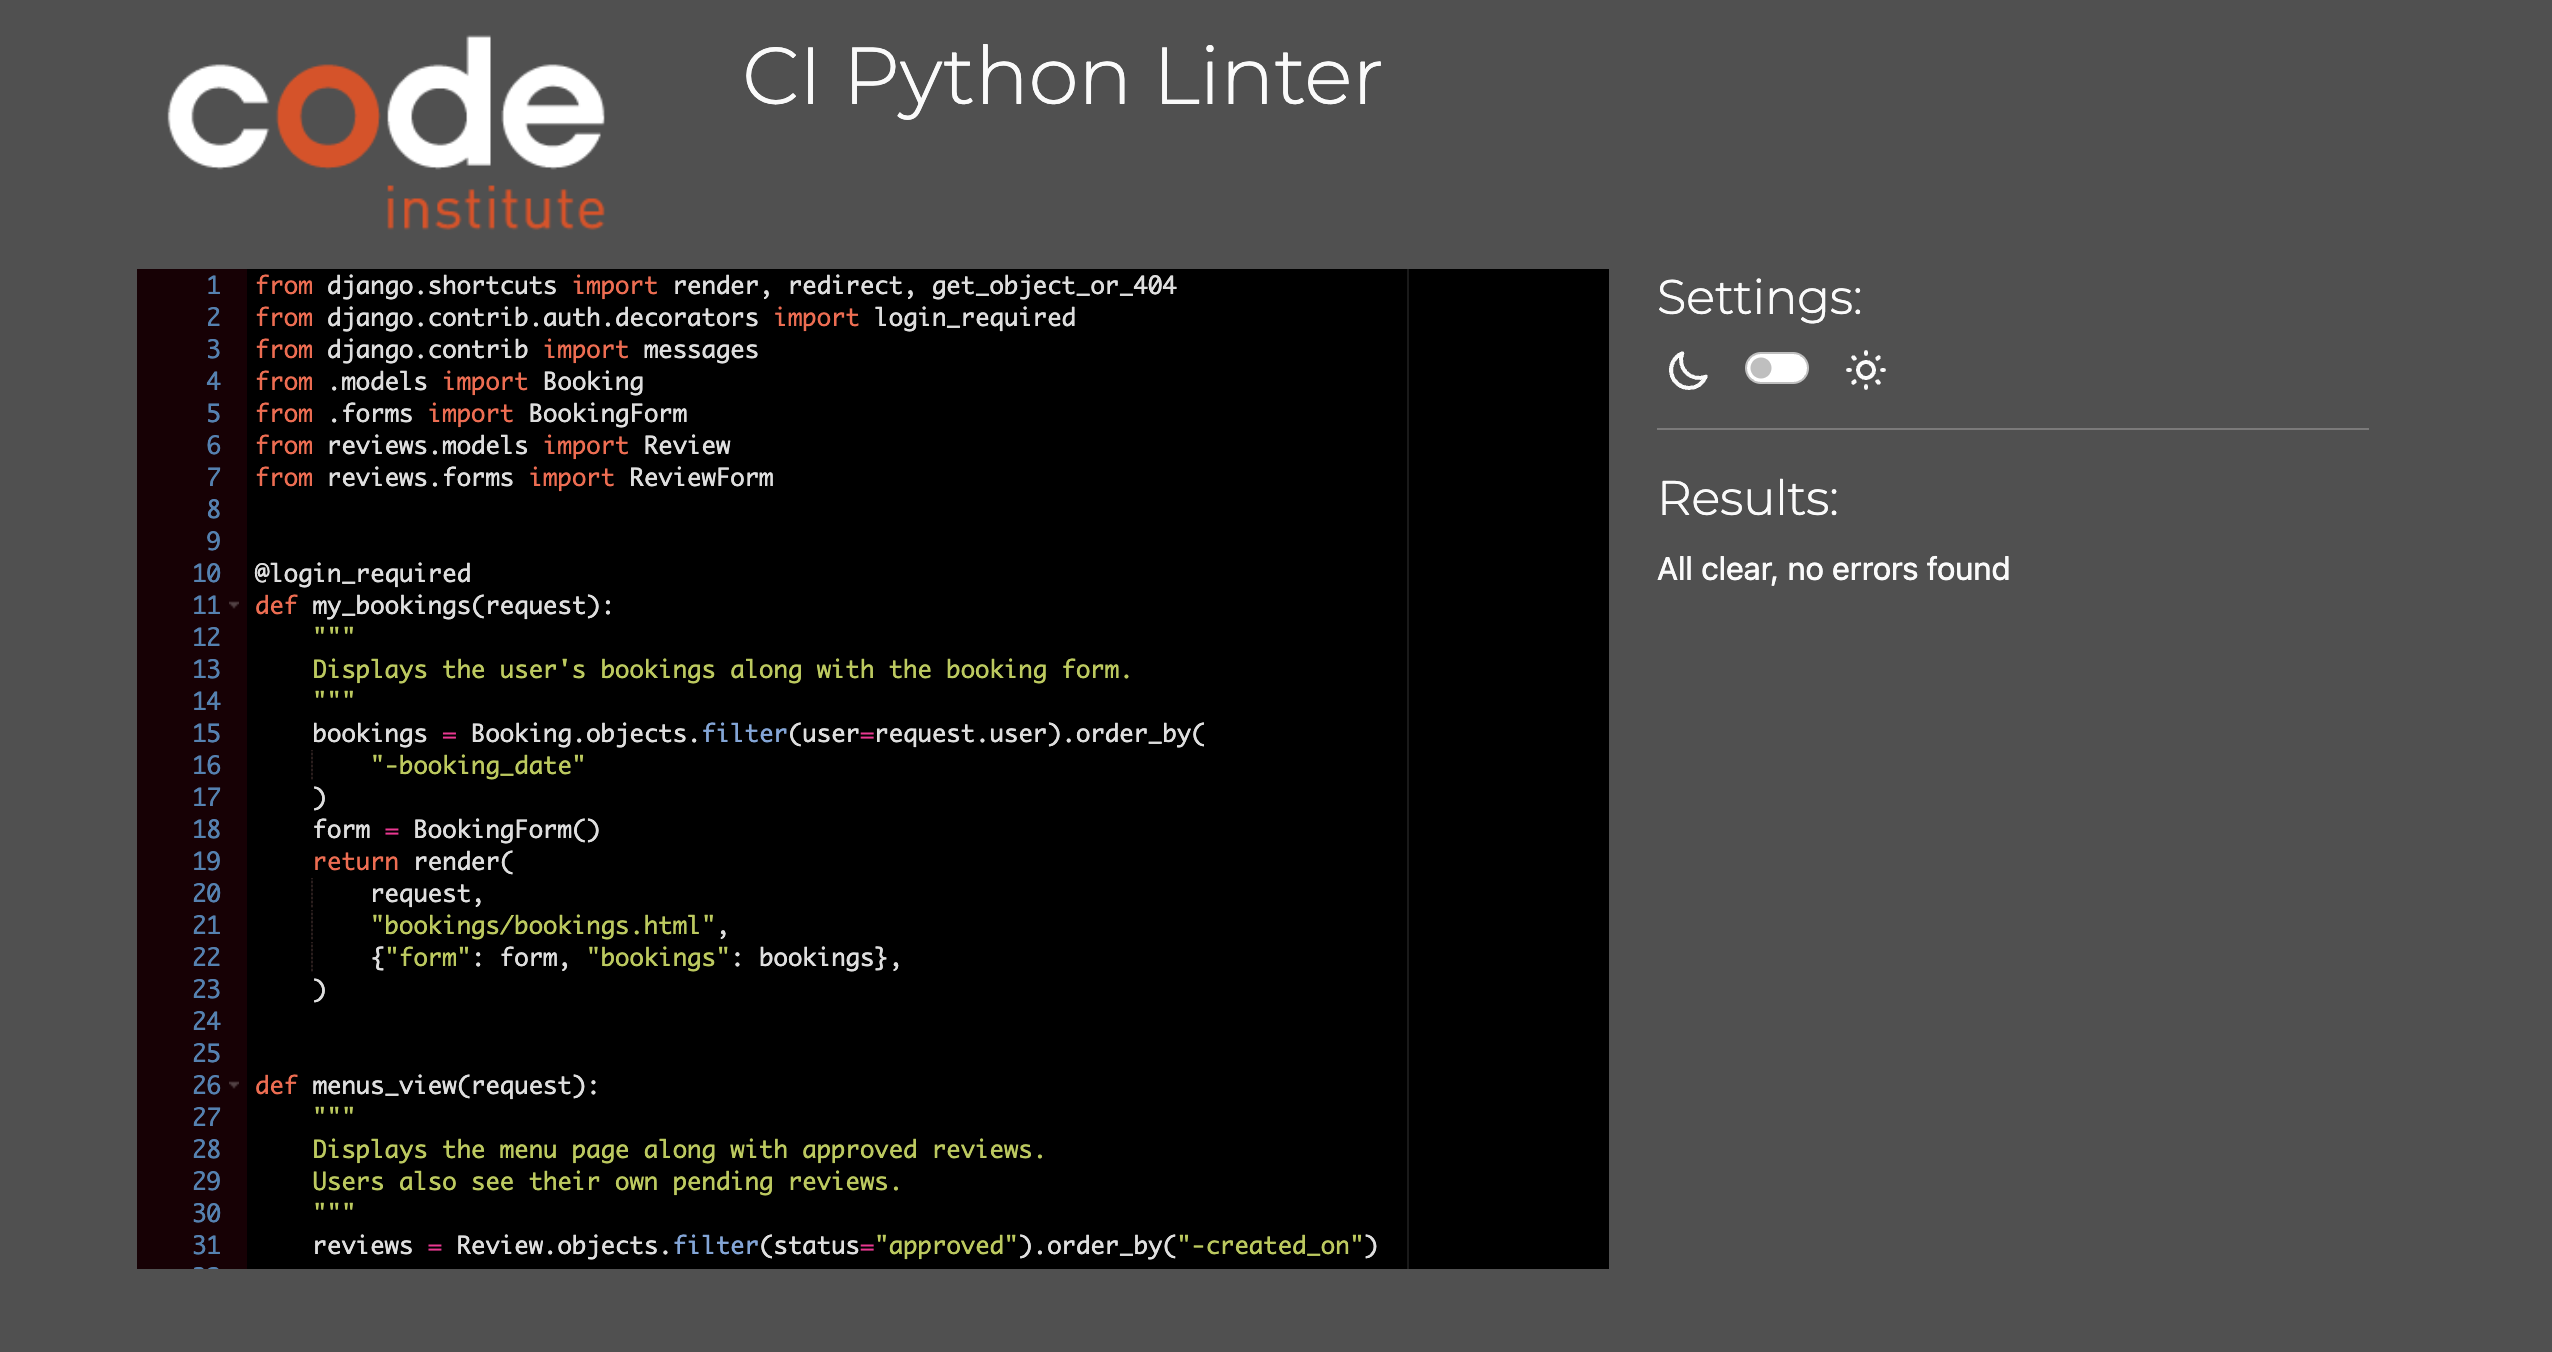 code
institute
CI Python Linter
1 from django.shortcuts import render, redirect, get_object_or_404
2 from django.contrib.auth.decorators import login_required
3 from django.contrib import messages
4 from .models import Booking
5 from .forms import BookingForm
6 from reviews.models import Review
7 from reviews.forms import ReviewForm
8
9
10 @login_required
11 def my_bookings(request):
12     """
13     Displays the user's bookings along with the booking form.
14     """
15     bookings = Booking.objects.filter(user=request.user).order_by(
16         "-booking_date"
17     )
18     form = BookingForm()
19     return render(
20         request,
21         "bookings/bookings.html",
22         {"form": form, "bookings": bookings},
23     )
24
25
26 def menus_view(request):
27     """
28     Displays the menu page along with approved reviews.
29     Users also see their own pending reviews.
30     """
31     reviews = Review.objects.filter(status="approved").order_by("-created_on")
Settings:
Results:
All clear, no errors found